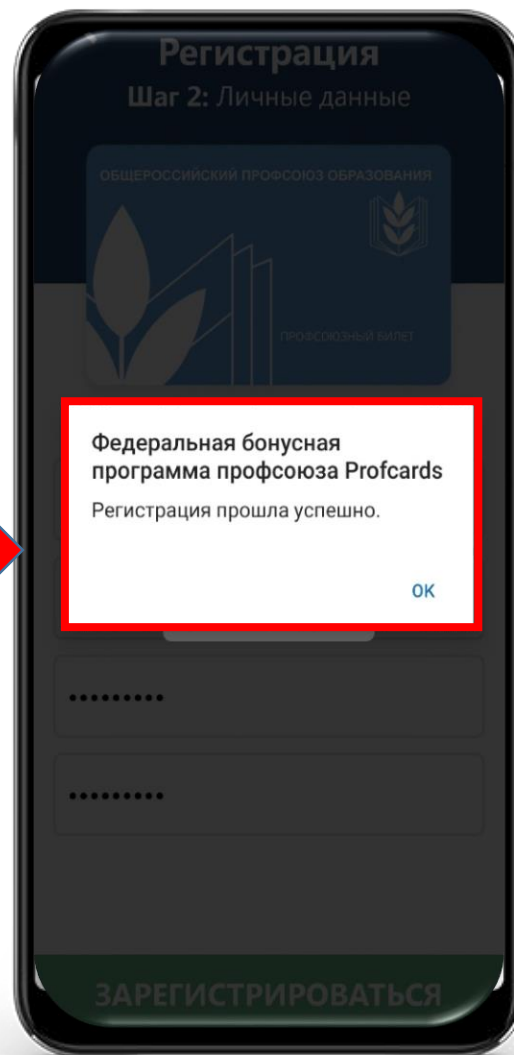 Регистрация
Шаг 2: Личные данные
ОБЩЕРОССИЙСКИЙ ПРОФСОЮЗ ОБРАЗОВАНИЯ
ПРОФСОЮЗНЫЙ БИЛЕТ
Федеральная бонусная
программа профсоюза Profcards
Регистрация прошла успешно.
ОК
•••••••••
•••••••••
ЗАРЕГИСТРИРОВАТЬСЯ